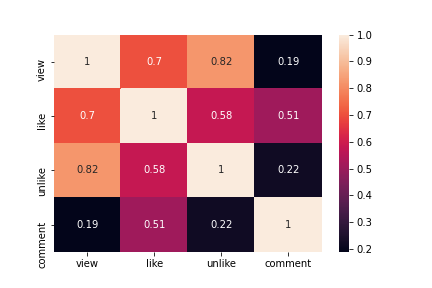 view 1 0.7 0.82 0.19
like 0.7 1 0.58 0.51
unlike 0.82 0.58 1 0.22
comment 0.19 0.51 0.22 1
view like unlike comment
1.0
0.9
0.8
0.7
0.6
0.5
0.4
0.3
0.2